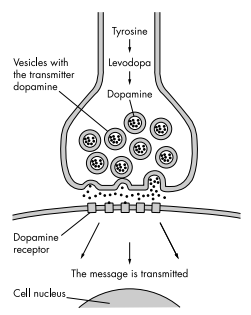 Tyrosine
Levodopa
Dopamine
Vesicles with
the transmitter
dopamine
Dopamine
receptor
The message is transmitted
Cell nucleus